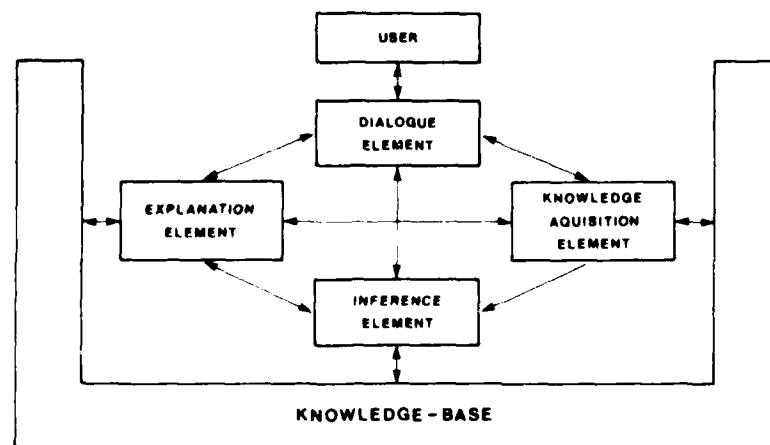 USER
DIALOGUE
ELEMENT
EXPLANATION
ELEMENT
KNOWLEDGE
AQUISITION
ELEMENT
INFERENCE
ELEMENT
KNOWLEDGE-BASE